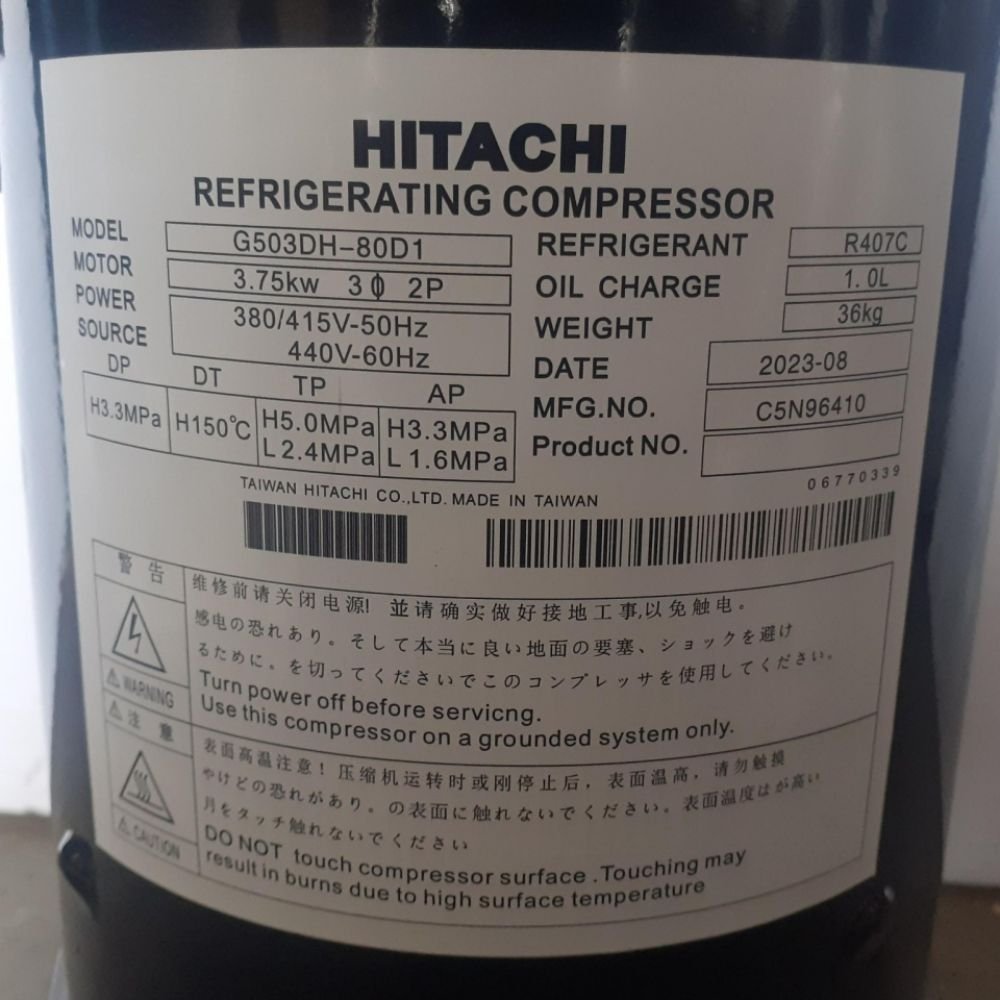 HITACHI
REFRIGERATING COMPRESSOR
MODEL G503DH-80D1
MOTOR 3.75kw 3ϕ 2P
POWER SOURCE 380/415V-50Hz
440V-60Hz
DP DT TP AP
H3.3MPa H150℃ H5.0MPa H3.3MPa
L2.4MPa L1.6MPa
REFRIGERANT R407C
OIL CHARGE 1.0L
WEIGHT 36kg
DATE 2023-08
MFG.NO. C5N96410
Product NO.
06770339
TAIWAN HITACHI CO.,LTD. MADE IN TAIWAN
警告
WARNING
维修前请关闭电源! 並请确实做好接地工事,以免触电。
感电の恐れあり。そして本当に良い地面の要塞、ショックを避け
るために。を切ってくださいでこのコンプレッサを使用してください。
Turn power off before servicng.
Use this compressor on a grounded system only.
注意
CAUTION
表面高温注意!压缩机运转时或刚停止后，表面温高，请勿触摸
やけどの恐れがあり。の表面に触れないでください。表面温度はが高い
月をタッチ触れないでください
DO NOT touch compressor surface .Touching may
result in burns due to high surface temperature